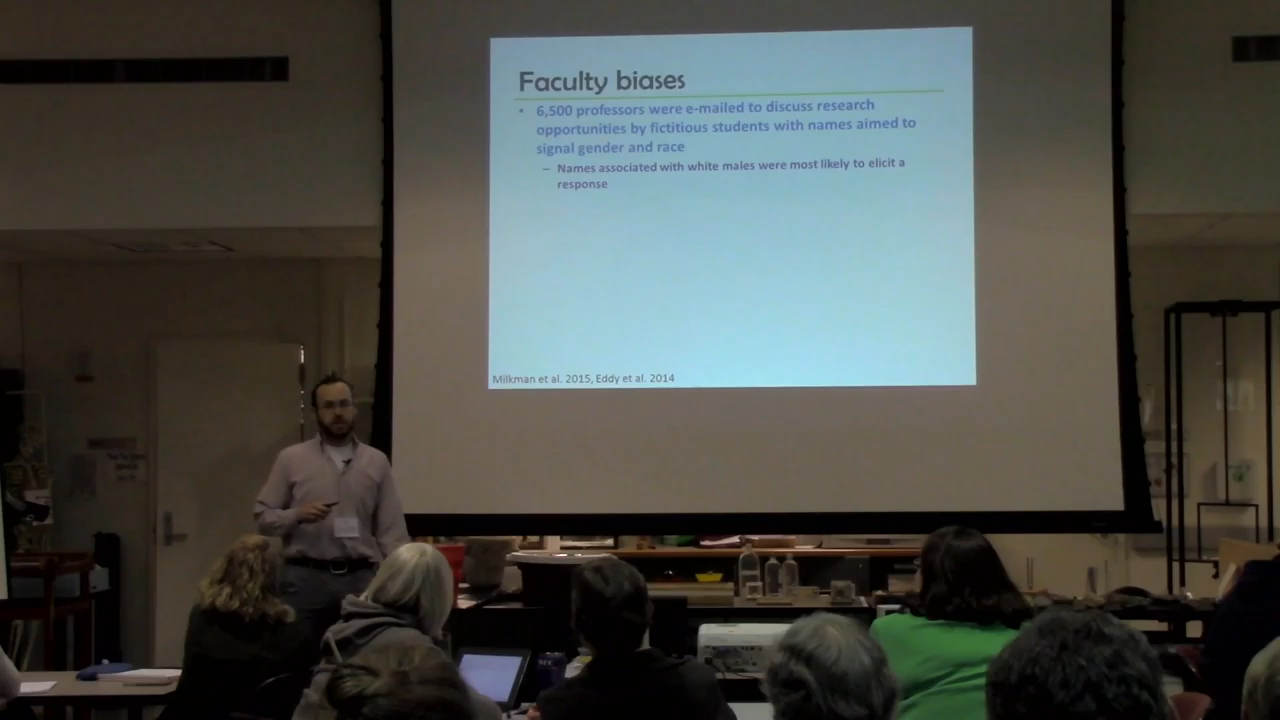 Faculty biases
• 6,500 professors were e-mailed to discuss research
opportunities by fictitious students with names aimed to
signal gender and race
– Names associated with white males were most likely to elicit a
response
Milkman et al. 2015, Eddy et al. 2014